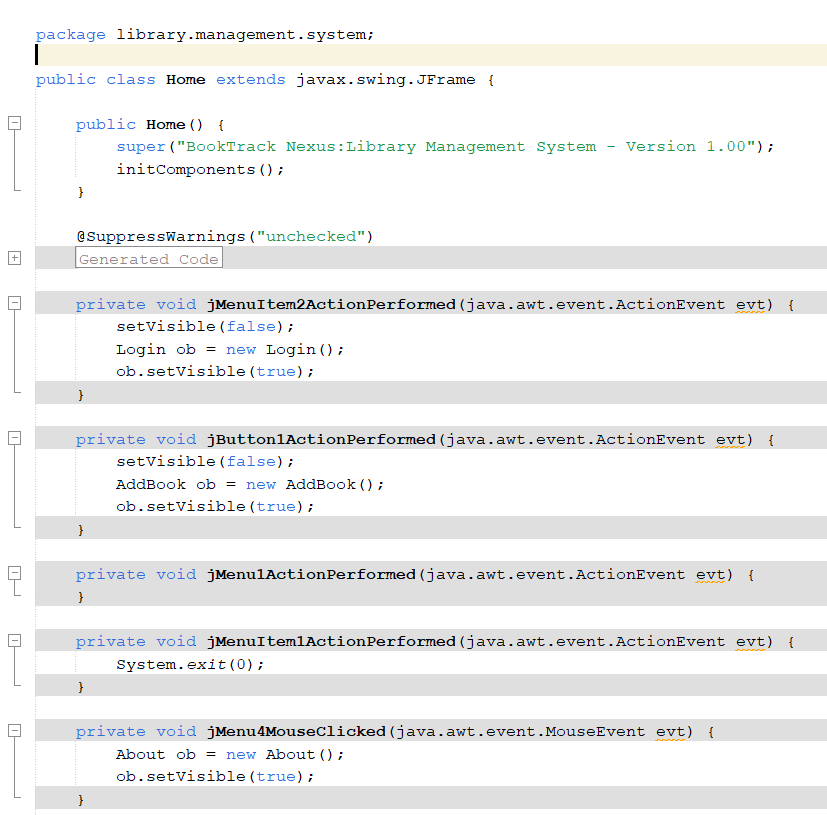 package library.management.system;
public class Home extends javax.swing.JFrame {
public Home() {
super("BookTrack Nexus:Library Management System - Version 1.00");
initComponents();
}
@SuppressWarnings("unchecked")
Generated Code
private void jMenuItem2ActionPerformed(java.awt.event.ActionEvent evt) {
setVisible(false);
Login ob = new Login();
ob.setVisible(true);
}
private void jButton1ActionPerformed(java.awt.event.ActionEvent evt) {
setVisible(false);
AddBook ob = new AddBook();
ob.setVisible(true);
}
private void jMenu1ActionPerformed(java.awt.event.ActionEvent evt) {
}
private void jMenuItem1ActionPerformed(java.awt.event.ActionEvent evt) {
System.exit(0);
}
private void jMenu4MouseClicked(java.awt.event.MouseEvent evt) {
About ob = new About();
ob.setVisible(true);
}